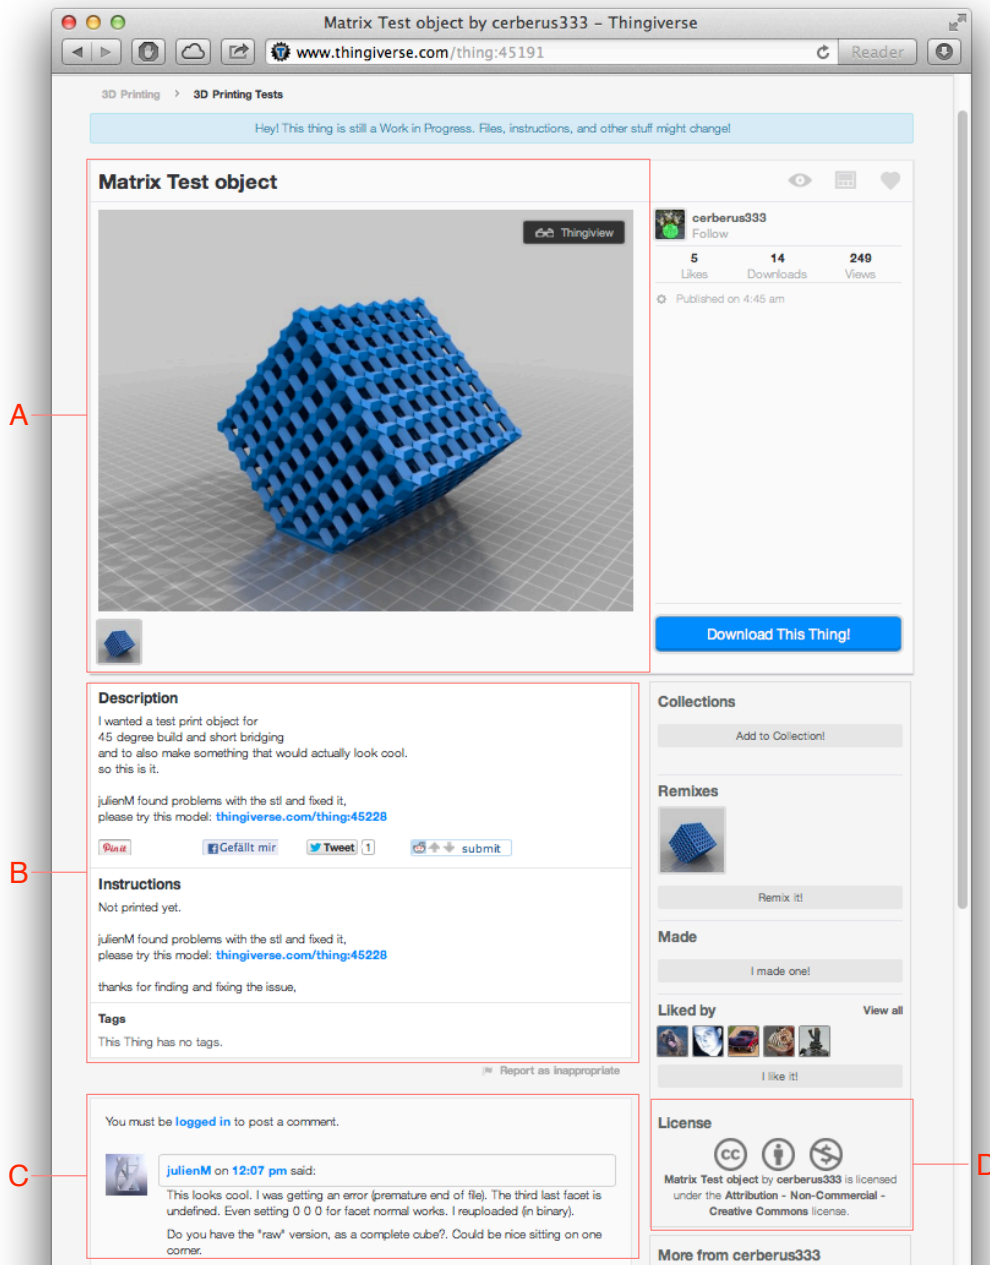 Matrix Test object by cerberus333 – Thingiverse
www.thingiverse.com/thing:45191
Reader
3D Printing > 3D Printing Tests
Hey! This thing is still a Work in Progress. Files, instructions, and other stuff might change!
Matrix Test object
Thingiview
cerberus333
Follow
5 14 249
Likes Downloads Views
Published on 4:45 am
A
Download This Thing!
Description
I wanted a test print object for
45 degree build and short bridging
and to also make something that would actually look cool.
so this is it.
julienM found problems with the stl and fixed it,
please try this model: thingiverse.com/thing:45228
Pin it Gefällt mir Tweet 1 submit
B
Instructions
Not printed yet.
julienM found problems with the stl and fixed it,
please try this model: thingiverse.com/thing:45228
thanks for finding and fixing the issue,
Tags
This Thing has no tags.
Report as inappropriate
Collections
Add to Collection!
Remixes
Remix it!
Made
I made one!
Liked by View all
I like it!
You must be logged in to post a comment.
C
julienM on 12:07 pm said:
This looks cool. I was getting an error (premature end of file). The third last facet is
undefined. Even setting 0 0 0 for facet normal works. I reuploaded (in binary).
Do you have the "raw" version, as a complete cube?. Could be nice sitting on one
corner.
License
cc
D
Matrix Test object by cerberus333 is licensed
under the Attribution - Non-Commercial -
Creative Commons license.
More from cerberus333